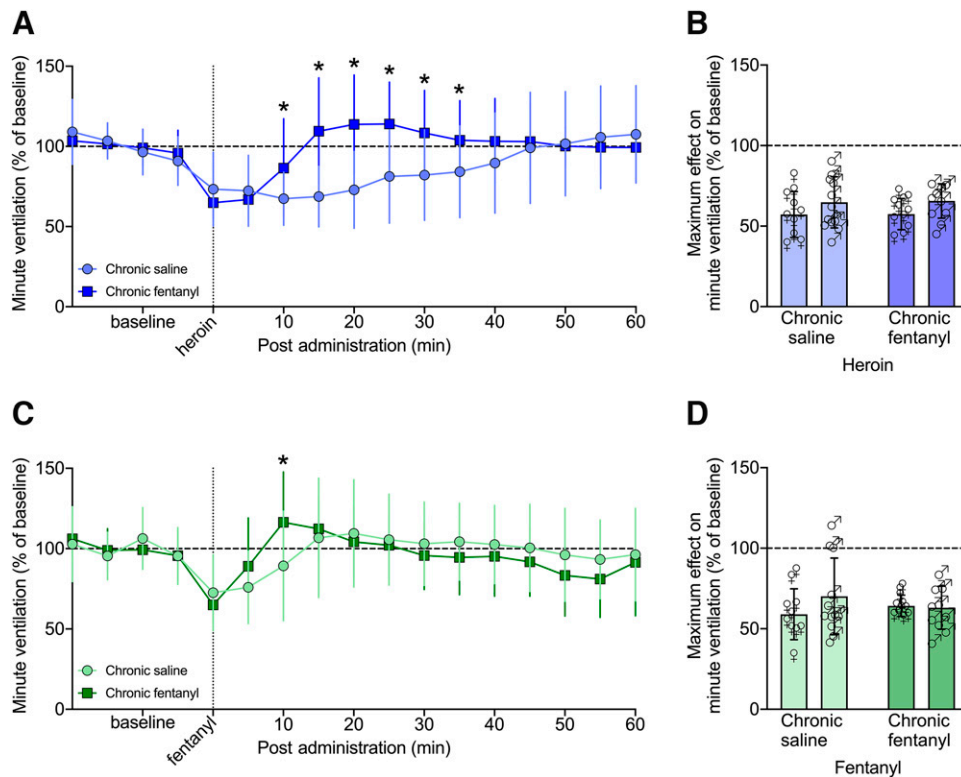 A
Minute ventilation (% of baseline)
150
100
50
0
*
*
*
*
*
*
Chronic saline
Chronic fentanyl
baseline
heroin
10
20
30
40
50
60
Post administration (min)
B
Maximum effect on
minute ventilation (% of baseline)
150
100
50
0
Chronic
saline
Chronic
fentanyl
Heroin
C
Minute ventilation (% of baseline)
150
100
50
0
*
Chronic saline
Chronic fentanyl
baseline
fentanyl
10
20
30
40
50
60
Post administration (min)
D
Maximum effect on
minute ventilation (% of baseline)
150
100
50
0
Chronic
saline
Chronic
fentanyl
Fentanyl